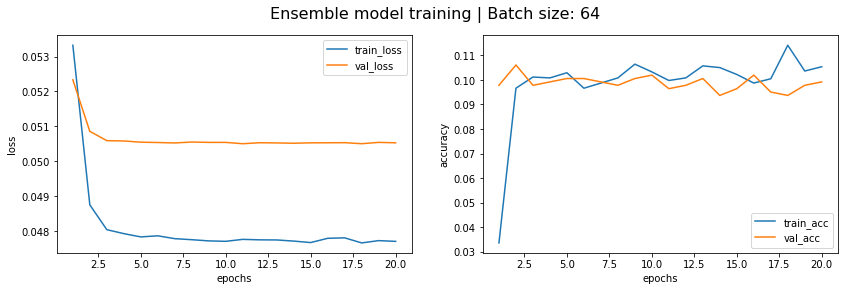 Ensemble model training | Batch size: 64
loss
0.053
0.052
0.051
0.050
0.049
0.048
train_loss
val_loss
2.5 5.0 7.5 10.0 12.5 15.0 17.5 20.0
epochs
accuracy
0.11
0.10
0.09
0.08
0.07
0.06
0.05
0.04
0.03
train_acc
val_acc
2.5 5.0 7.5 10.0 12.5 15.0 17.5 20.0
epochs